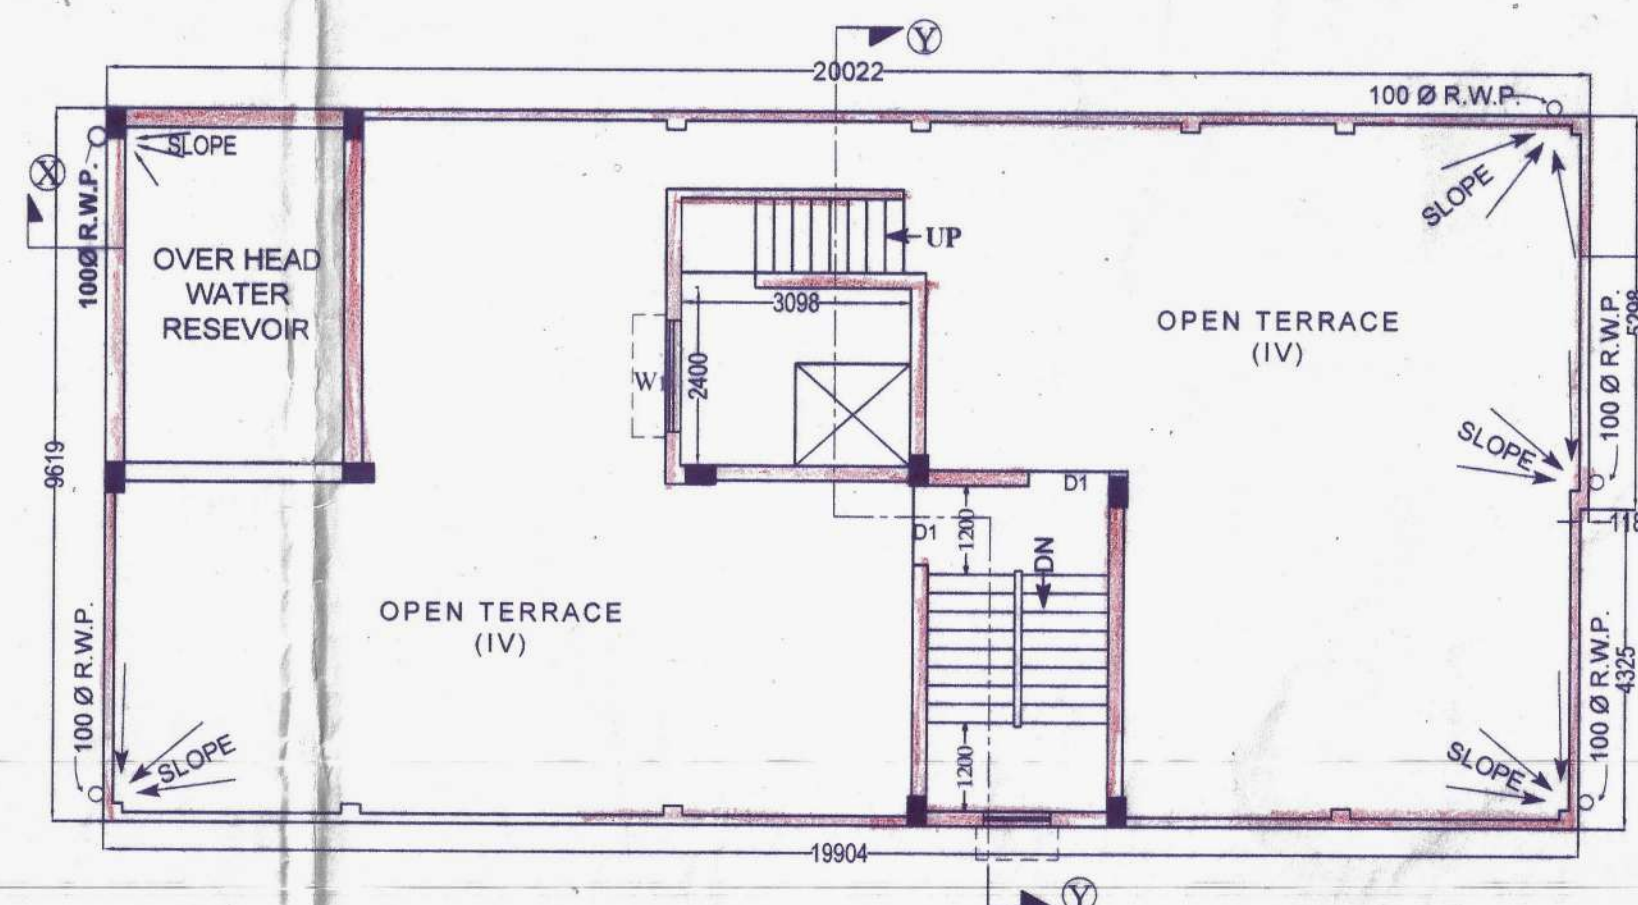 Y
20022
100 Ø R.W.P.
X
SLOPE
100Ø R.W.P.
OVER HEAD
WATER
RESEVOIR
UP
3098
2400
SLOPE
OPEN TERRACE
(IV)
100 Ø R.W.P.
5298
9619
SLOPE
D1
D1
1200
DN
OPEN TERRACE
(IV)
100 Ø R.W.P.
SLOPE
1200
SLOPE
100 Ø R.W.P.
4325
19904
Y